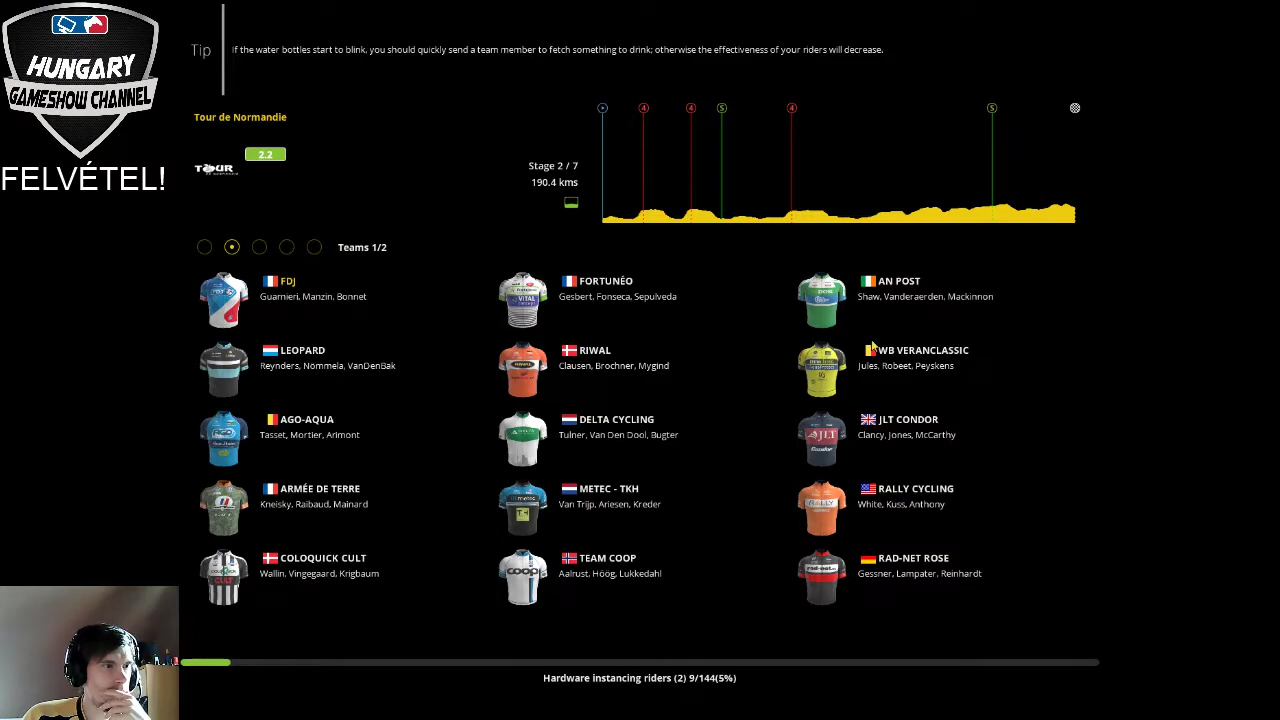 HUNGARY
GAMESHOW CHANNEL
FELVÉTEL!
Tip
If the water bottles start to blink, you should quickly send a team member to fetch something to drink; otherwise the effectiveness of your riders will decrease.
Tour de Normandie
2.2
TOUR
Stage 2 / 7
190.4 kms
4
4
S
4
S
Teams 1/2
FDJ
Guarnieri, Manzin, Bonnet
FORTUNÉO
Gesbert, Fonseca, Sepulveda
AN POST
Shaw, Vanderaerden, Mackinnon
LEOPARD
Reynders, Nõmmela, VanDenBak
RIWAL
Clausen, Brochner, Mygind
WB VERANCLASSIC
Jules, Robeet, Peyskens
AGO-AQUA
Tasset, Mortier, Arimont
DELTA CYCLING
Tulner, Van Den Dool, Bugter
JLT CONDOR
Clancy, Jones, McCarthy
ARMÉE DE TERRE
Kneisky, Raibaud, Mainard
METEC - TKH
Van Trijp, Ariesen, Kreder
RALLY CYCLING
White, Kuss, Anthony
COLOQUICK CULT
Wallin, Vingegaard, Krigbaum
TEAM COOP
Aalrust, Höög, Lukkedahl
RAD-NET ROSE
Gessner, Lampater, Reinhardt
Hardware instancing riders (2) 9/144(5%)